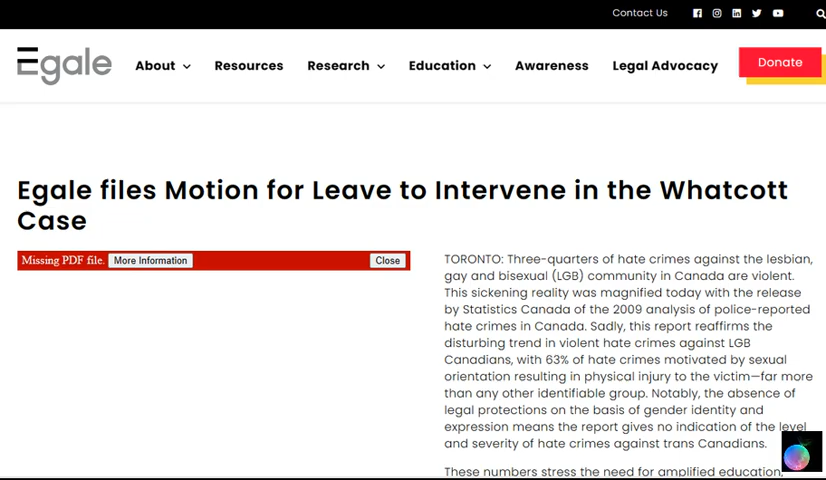 Contact Us
Egale
About
Resources
Research
Education
Awareness
Legal Advocacy
Donate
Egale files Motion for Leave to Intervene in the Whatcott
Case
Missing PDF file. More Information Close
TORONTO: Three-quarters of hate crimes against the lesbian,
gay and bisexual (LGB) community in Canada are violent.
This sickening reality was magnified today with the release
by Statistics Canada of the 2009 analysis of police-reported
hate crimes in Canada. Sadly, this report reaffirms the
disturbing trend in violent hate crimes against LGB
Canadians, with 63% of hate crimes motivated by sexual
orientation resulting in physical injury to the victim—far more
than any other identifiable group. Notably, the absence of
legal protections on the basis of gender identity and
expression means the report gives no indication of the level
and severity of hate crimes against trans Canadians.
These numbers stress the need for amplified education,